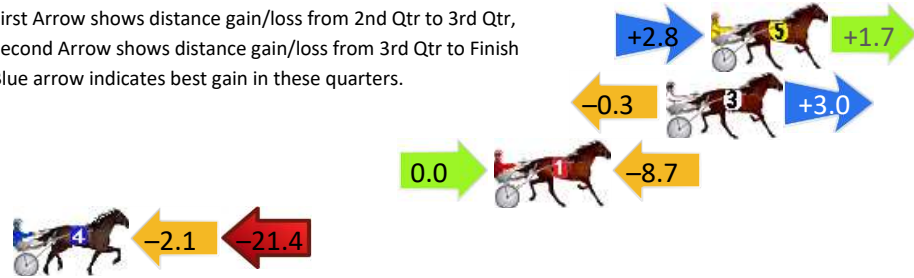 irst Arrow shows distance gain/loss from 2nd Qtr to 3rd Qtr,
econd Arrow shows distance gain/loss from 3rd Qtr to Finish
lue arrow indicates best gain in these quarters.
+2.8 5 +1.7
–0.3 3 +3.0
0.0 1 –8.7
4 –2.1 –21.4